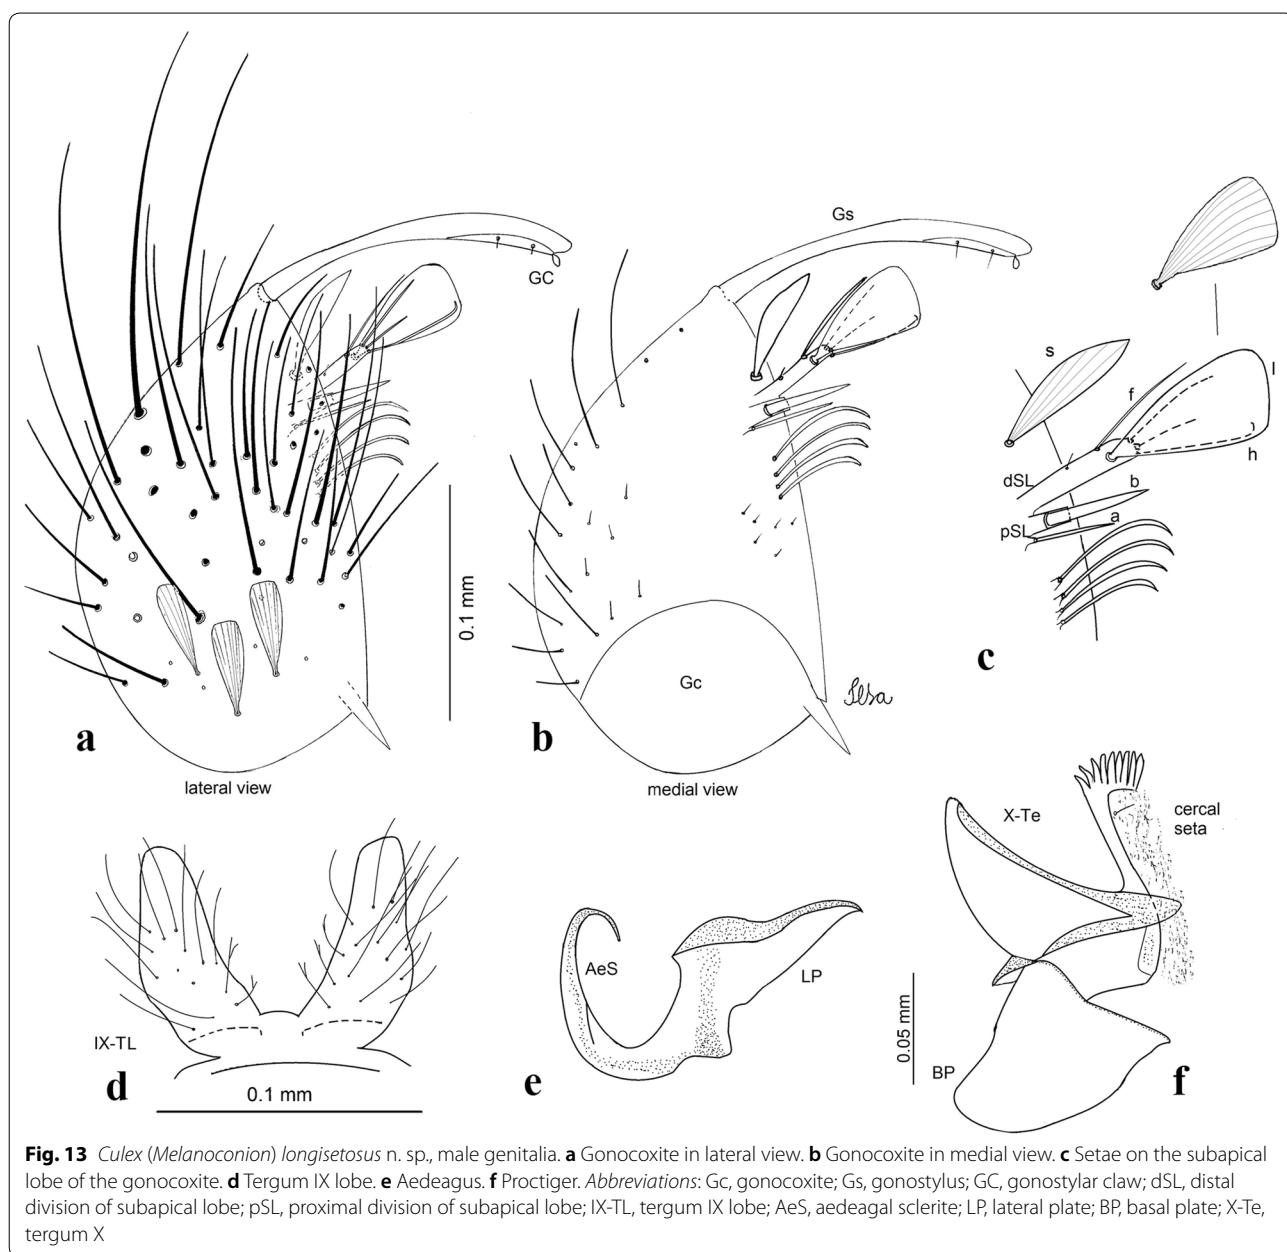 GC
Gs
s
f
l
h
dSL
b
pSL
a
0.1 mm
c
Gc
a
b
lateral view
medial view
X-Te
cercal
seta
AeS
LP
IX-TL
0.05 mm
BP
d
e
f
0.1 mm
Fig. 13 Culex (Melanoconion) longisetosus n. sp., male genitalia. a Gonocoxite in lateral view. b Gonocoxite in medial view. c Setae on the subapical
lobe of the gonocoxite. d Tergum IX lobe. e Aedeagus. f Proctiger. Abbreviations: Gc, gonocoxite; Gs, gonostylus; GC, gonostylar claw; dSL, distal
division of subapical lobe; pSL, proximal division of subapical lobe; IX-TL, tergum IX lobe; AeS, aedeagal sclerite; LP, lateral plate; BP, basal plate; X-Te,
tergum X